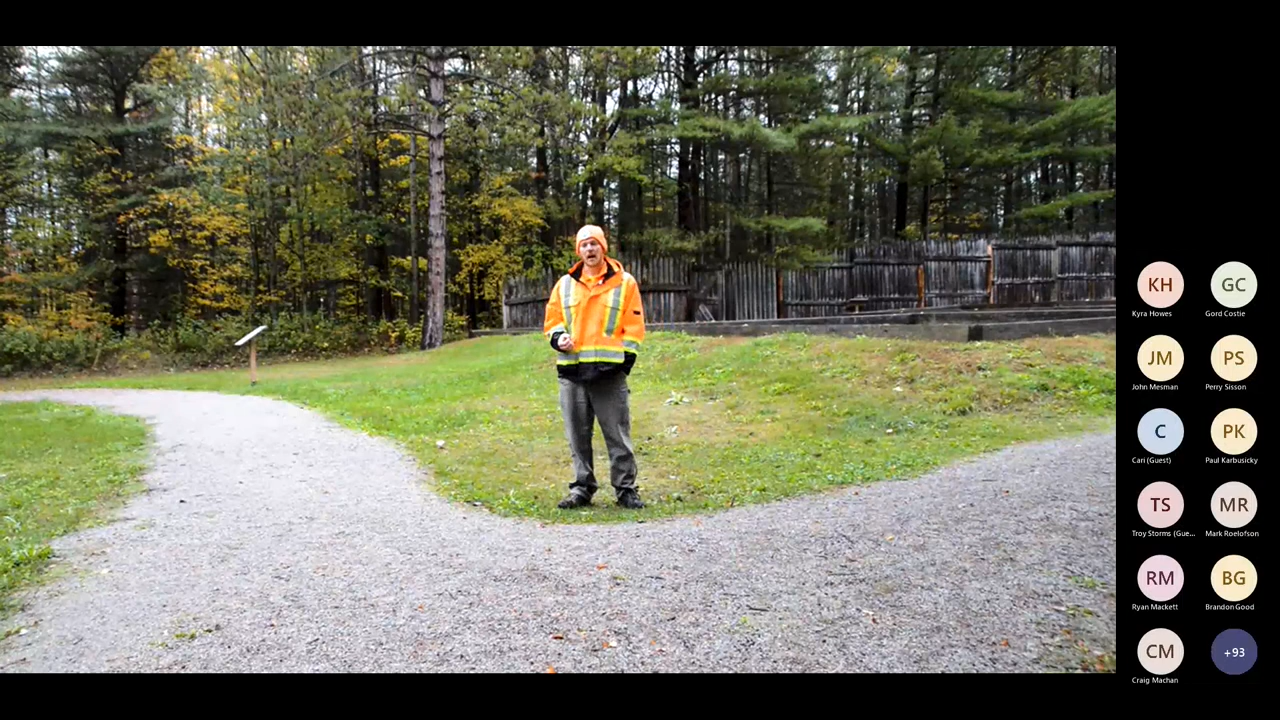 KH
GC
Kyra Howes
Gord Costie
JM
PS
John Mesman
Perry Sisson
C
PK
Cari (Guest)
Paul Karbusicky
TS
MR
Troy Storms (Gue...
Mark Roelofson
RM
BG
Ryan Mackett
Brandon Good
CM
+93
Craig Machan